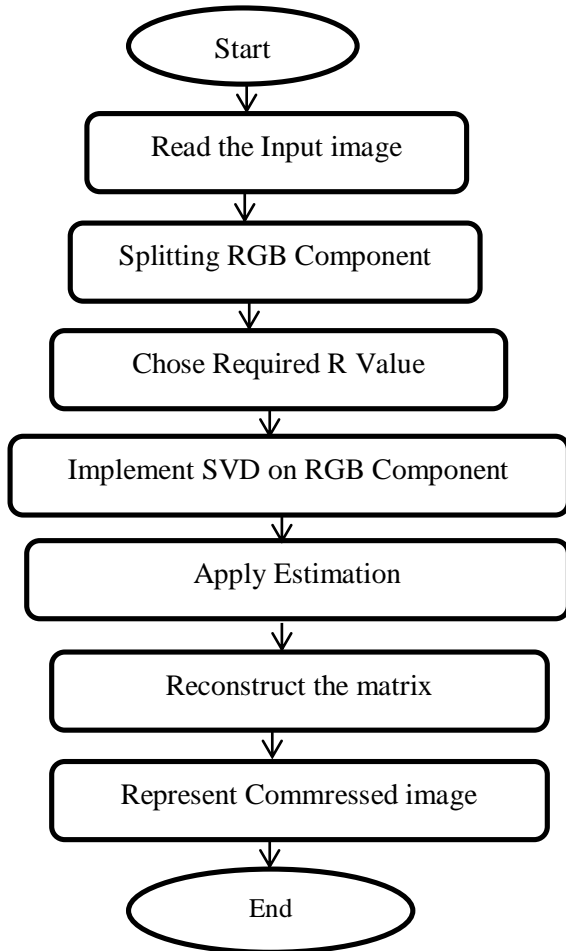 Start
Read the Input image
Splitting RGB Component
Chose Required R Value
Implement SVD on RGB Component
Apply Estimation
Reconstruct the matrix
Represent Commressed image
End